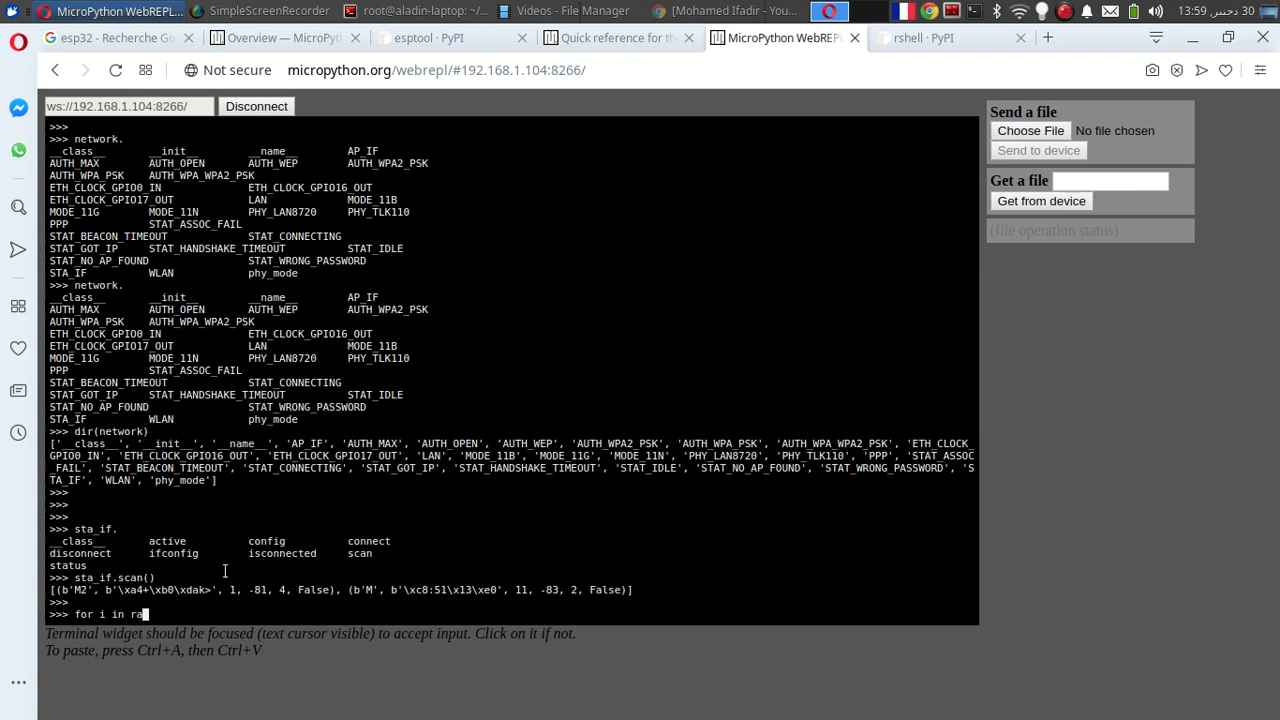 MicroPython WebREPL...
SimpleScreenRecorder
root@aladin-laptop: ~/...
Videos - File Manager
[Mohamed Ifadir - You...
30 دجنبر, 13:59
esp32 - Recherche Go
Overview — MicroPyt
esptool · PyPI
Quick reference for th
MicroPython WebREPL
rshell · PyPI
Not secure micropython.org/webrepl/#192.168.1.104:8266/
ws://192.168.1.104:8266/ Disconnect
>>>
>>> network.
__class__ __init__ __name__ AP_IF
AUTH_MAX AUTH_OPEN AUTH_WEP AUTH_WPA2_PSK
AUTH_WPA_PSK AUTH_WPA_WPA2_PSK
ETH_CLOCK_GPIO0_IN ETH_CLOCK_GPIO16_OUT
ETH_CLOCK_GPIO17_OUT LAN MODE_11B
MODE_11G MODE_11N PHY_LAN8720 PHY_TLK110
PPP STAT_ASSOC_FAIL
STAT_BEACON_TIMEOUT STAT_CONNECTING
STAT_GOT_IP STAT_HANDSHAKE_TIMEOUT STAT_IDLE
STAT_NO_AP_FOUND STAT_WRONG_PASSWORD
STA_IF WLAN phy_mode
>>> network.
__class__ __init__ __name__ AP_IF
AUTH_MAX AUTH_OPEN AUTH_WEP AUTH_WPA2_PSK
AUTH_WPA_PSK AUTH_WPA_WPA2_PSK
ETH_CLOCK_GPIO0_IN ETH_CLOCK_GPIO16_OUT
ETH_CLOCK_GPIO17_OUT LAN MODE_11B
MODE_11G MODE_11N PHY_LAN8720 PHY_TLK110
PPP STAT_ASSOC_FAIL
STAT_BEACON_TIMEOUT STAT_CONNECTING
STAT_GOT_IP STAT_HANDSHAKE_TIMEOUT STAT_IDLE
STAT_NO_AP_FOUND STAT_WRONG_PASSWORD
STA_IF WLAN phy_mode
>>> dir(network)
['__class__', '__init__', '__name__', 'AP_IF', 'AUTH_MAX', 'AUTH_OPEN', 'AUTH_WEP', 'AUTH_WPA2_PSK', 'AUTH_WPA_PSK', 'AUTH_WPA_WPA2_PSK', 'ETH_CLOCK_
GPIO0_IN', 'ETH_CLOCK_GPIO16_OUT', 'ETH_CLOCK_GPIO17_OUT', 'LAN', 'MODE_11B', 'MODE_11G', 'MODE_11N', 'PHY_LAN8720', 'PHY_TLK110', 'PPP', 'STAT_ASSOC
_FAIL', 'STAT_BEACON_TIMEOUT', 'STAT_CONNECTING', 'STAT_GOT_IP', 'STAT_HANDSHAKE_TIMEOUT', 'STAT_IDLE', 'STAT_NO_AP_FOUND', 'STAT_WRONG_PASSWORD', 'S
TA_IF', 'WLAN', 'phy_mode']
>>>
>>>
>>>
>>> sta_if.
__class__ active config connect
disconnect ifconfig isconnected scan
status
>>> sta_if.scan()
[(b'M2', b'\xa4+\xb0\xdak>', 1, -81, 4, False), (b'M', b'\xc8:51\x13\xe0', 11, -83, 2, False)]
>>>
>>> for i in ra
Terminal widget should be focused (text cursor visible) to accept input. Click on it if not.
To paste, press Ctrl+A, then Ctrl+V
Send a file
Choose File No file chosen
Send to device
Get a file
Get from device
(file operation status)